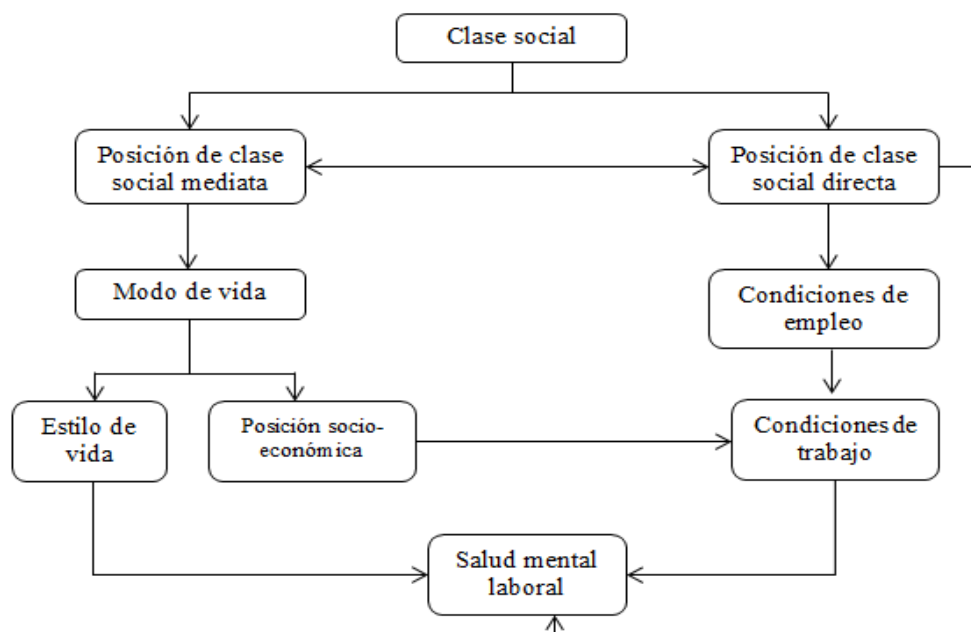 Clase social
Posición de clase
social mediata
Posición de clase
social directa
Modo de vida
Condiciones de
empleo
Estilo de
vida
Posición socio-
económica
Condiciones de
trabajo
Salud mental
laboral